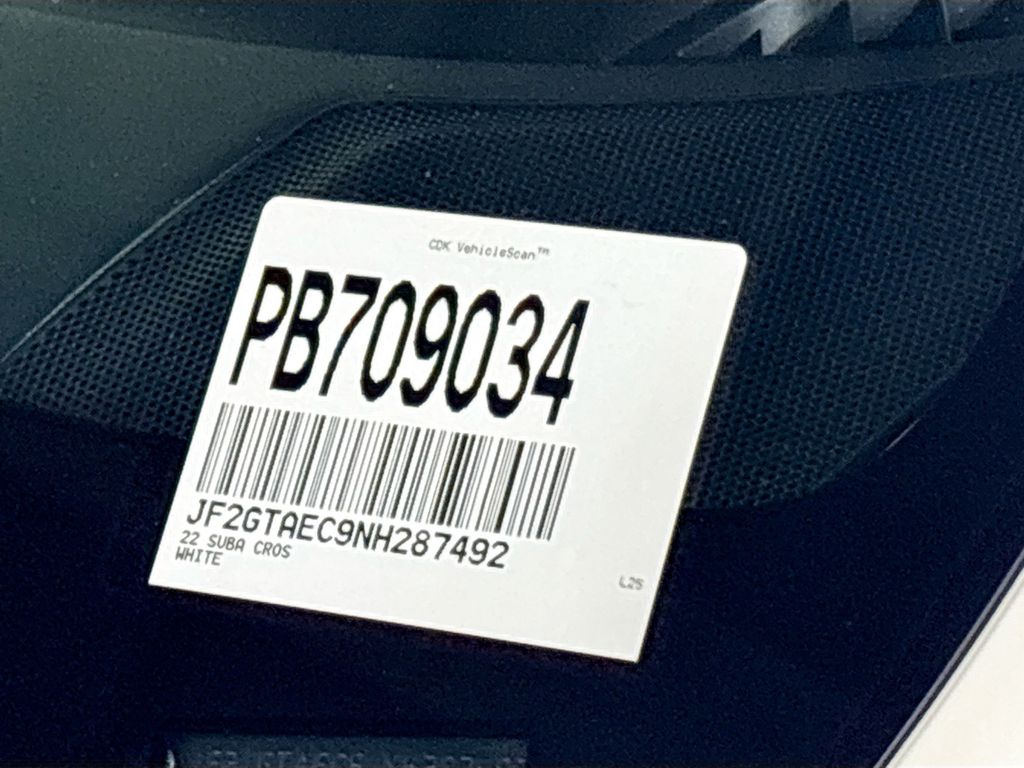 CDK VehicleScan™
PB709034
JF2GTAEC9NH287492
22 SUBA CROS
WHITE
L25